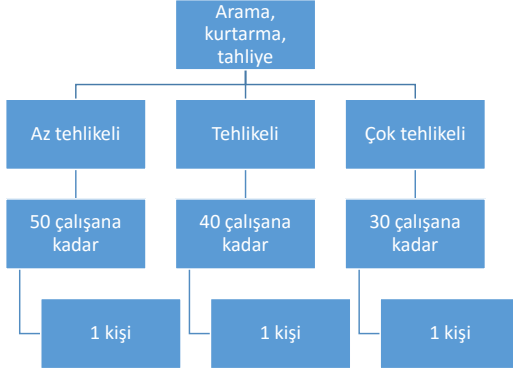 Arama,
kurtarma,
tahliye
Az tehlikeli
Tehlikeli
Çok tehlikeli
50 çalışana
kadar
40 çalışana
kadar
30 çalışana
kadar
1 kişi
1 kişi
1 kişi